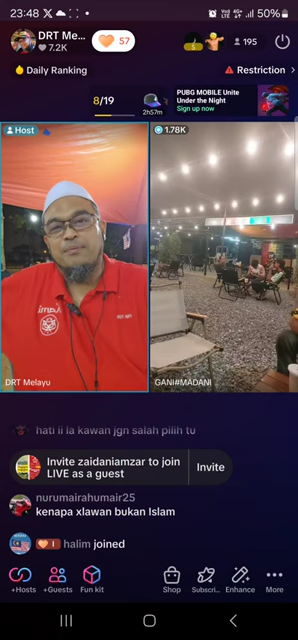 23:48
50%
DRT Me...
7.2K
57
195
Daily Ranking
Restriction
8/19
2h57m
PUBG MOBILE Unite
Under the Night
Sign up now
Host
1.78K
DRT Melayu
GANI#MADANI
hati ii la kawan jgn salah pilih tu
Invite zaidaniamzar to join
LIVE as a guest
Invite
nurumairahumair25
kenapa xlawan bukan Islam
1
halim joined
+Hosts
+Guests
Fun kit
Shop
Subscri...
Enhance
More